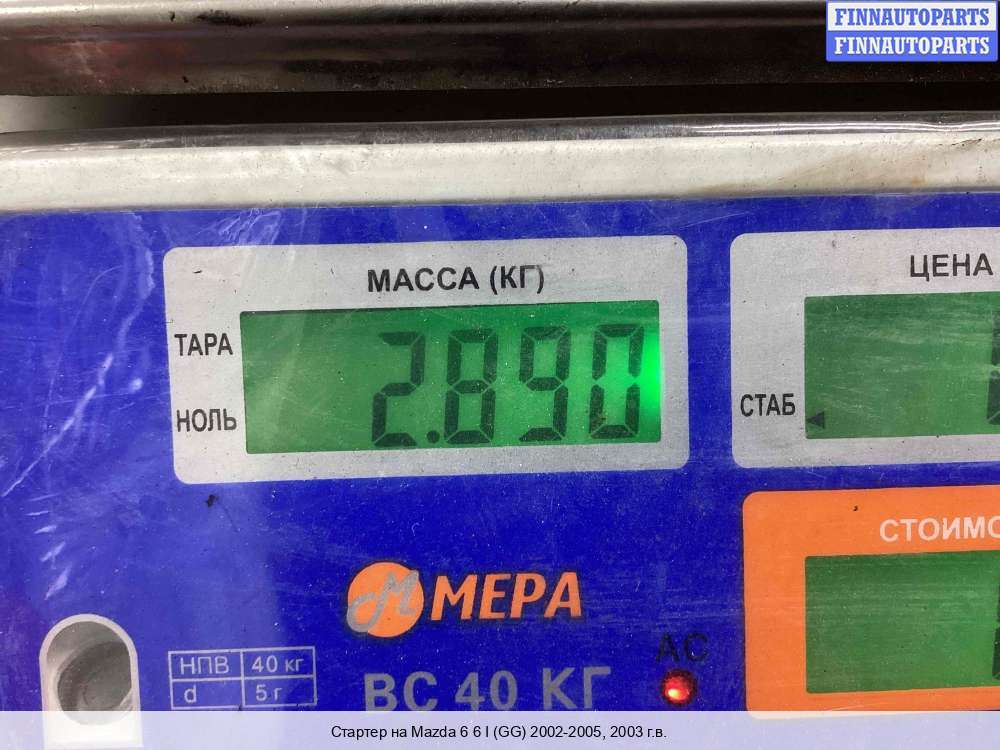 FINNAUTOPARTS
FINNAUTOPARTS
МАССА (КГ)
ЦЕНА
ТАРА
2.890
НОЛЬ
СТАБ
СТОИМО
М МЕРА
АС
НПВ 40 кг
d 5 г
ВС 40 КГ
Стартер на Mazda 6 6 I (GG) 2002-2005, 2003 г.в.